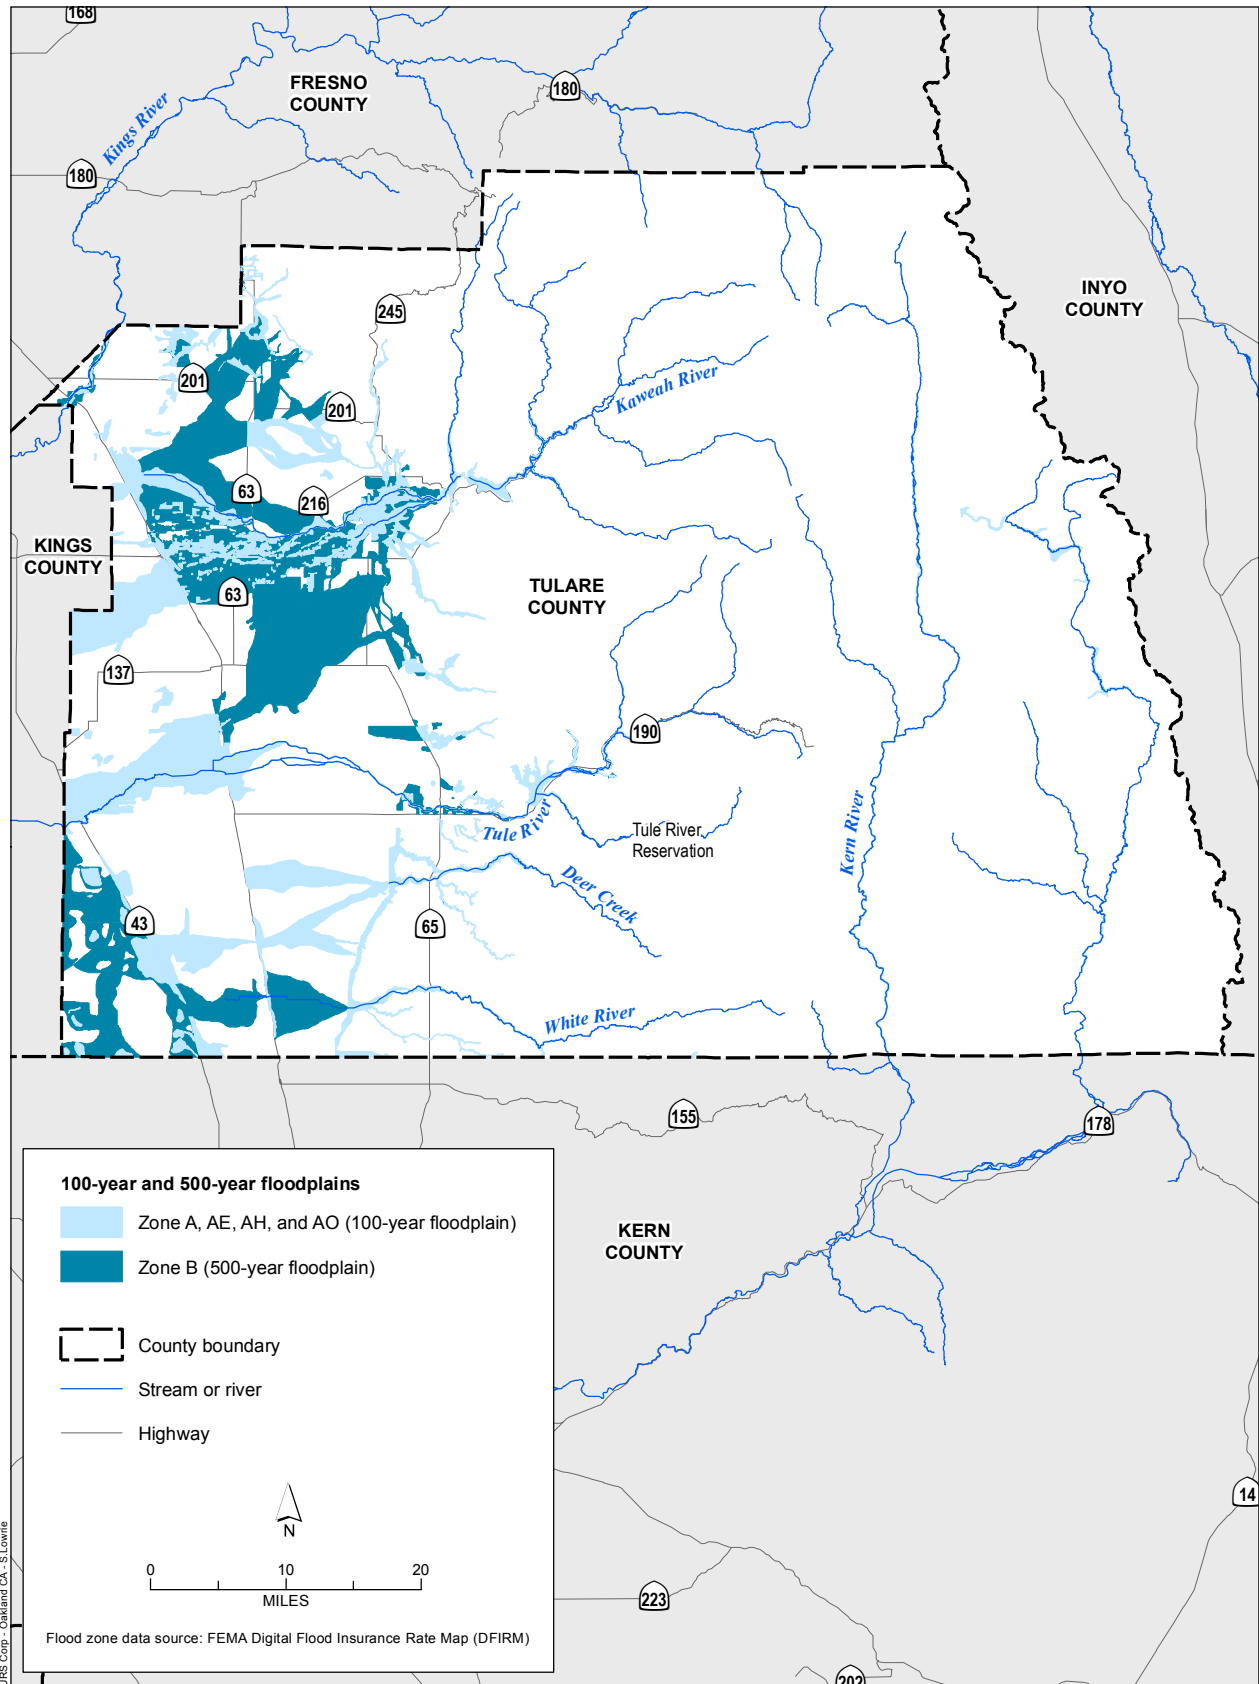 168
FRESNO
COUNTY
180
Kings River
180
INYO
COUNTY
245
201
Kaweah River
201
63
216
KINGS
COUNTY
TULARE
COUNTY
63
137
190
Tule River
Tule River
Reservation
Kern River
Deer Creek
43
65
White River
155
178
KERN
COUNTY
100-year and 500-year floodplains
Zone A, AE, AH, and AO (100-year floodplain)
Zone B (500-year floodplain)
County boundary
Stream or river
Highway
N
0 10 20
MILES
Flood zone data source: FEMA Digital Flood Insurance Rate Map (DFIRM)
14
223
202
URS Corp - Oakland CA - S.Lowrie